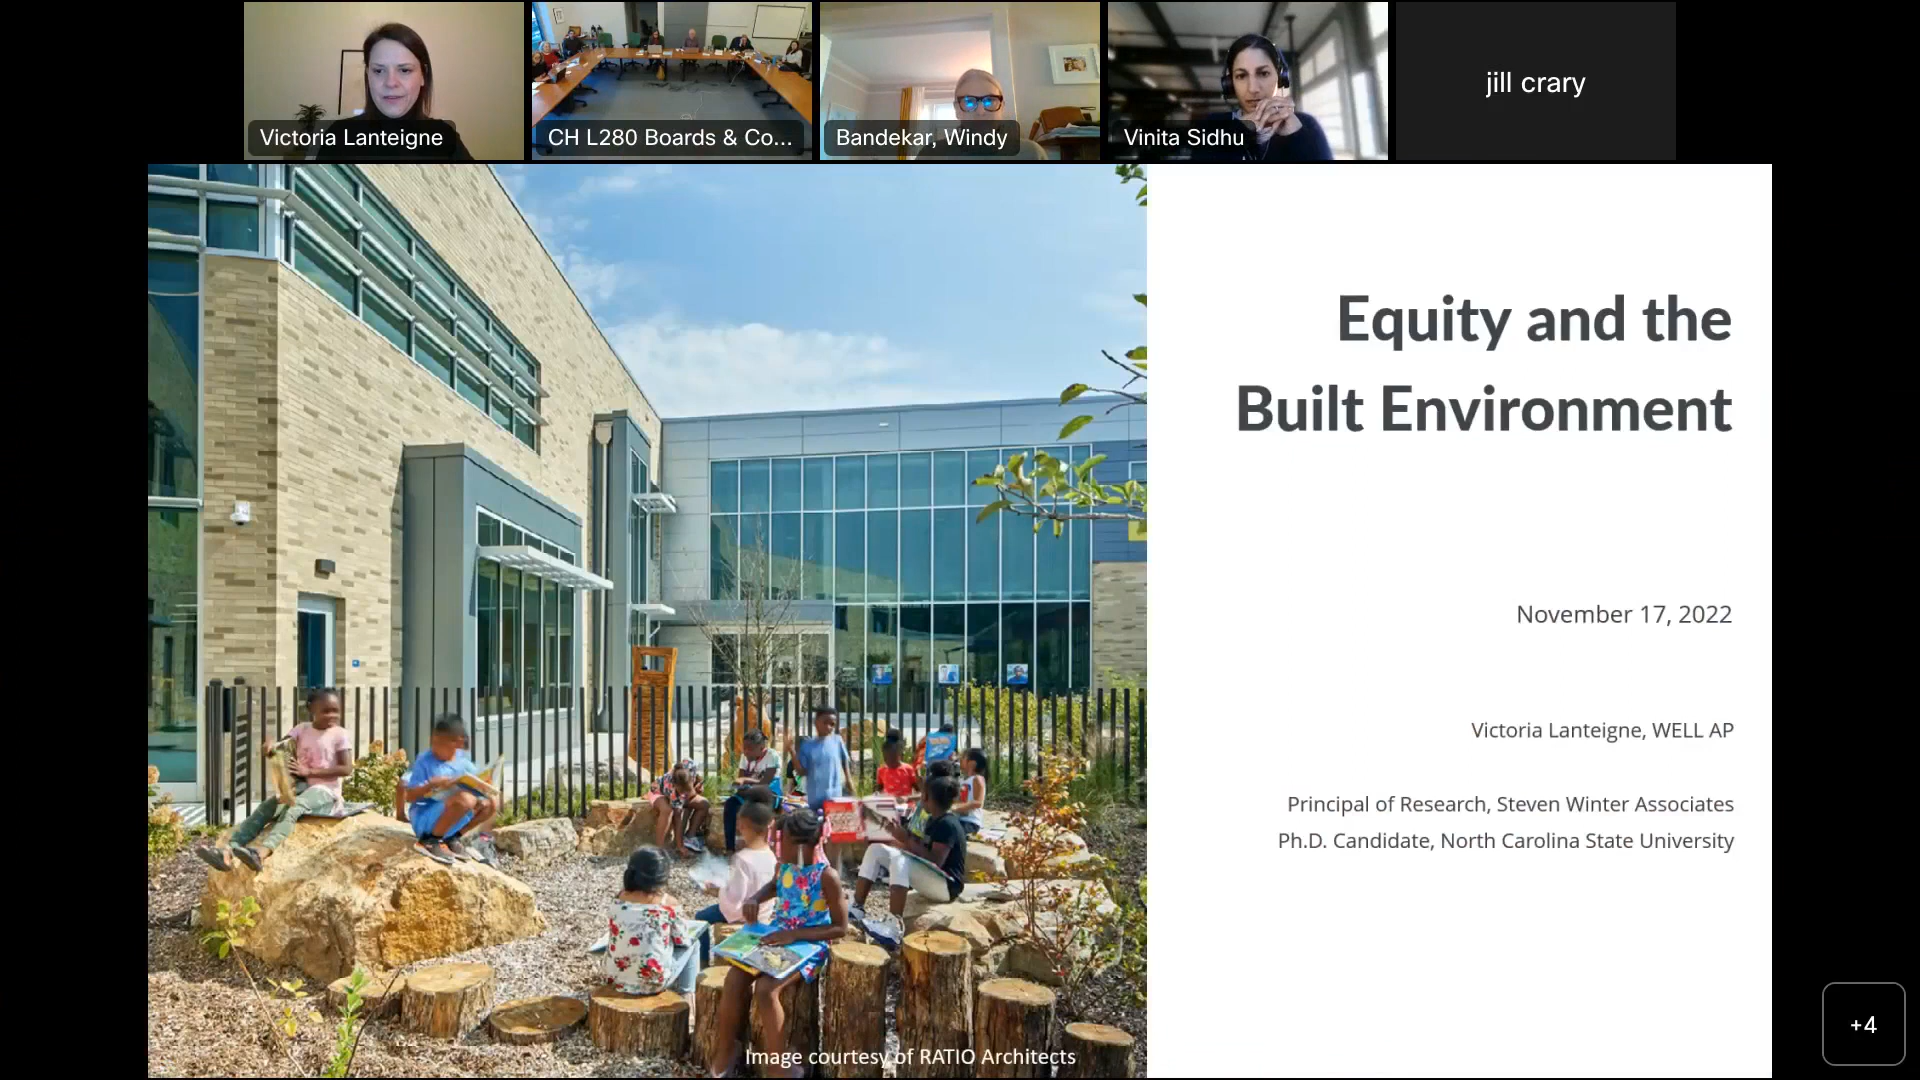 Victoria Lanteigne
CH L280 Boards & Co...
Bandekar, Windy
Vinita Sidhu
jill crary
Equity and the
Built Environment
November 17, 2022
Victoria Lanteigne, WELL AP
Principal of Research, Steven Winter Associates
Ph.D. Candidate, North Carolina State University
Image courtesy of RATIO Architects
+4